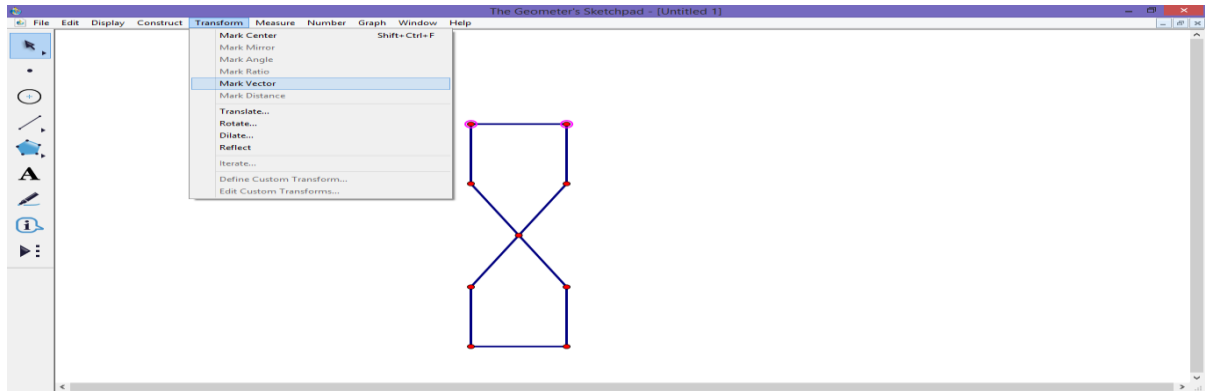 The Geometer's Sketchpad - [Untitled 1]
File Edit Display Construct Transform Measure Number Graph Window Help
Mark Center Shift+Ctrl+F
Mark Mirror
Mark Angle
Mark Ratio
Mark Vector
Mark Distance
Translate...
Rotate...
Dilate...
Reflect
Iterate...
Define Custom Transform...
Edit Custom Transforms...
A
i